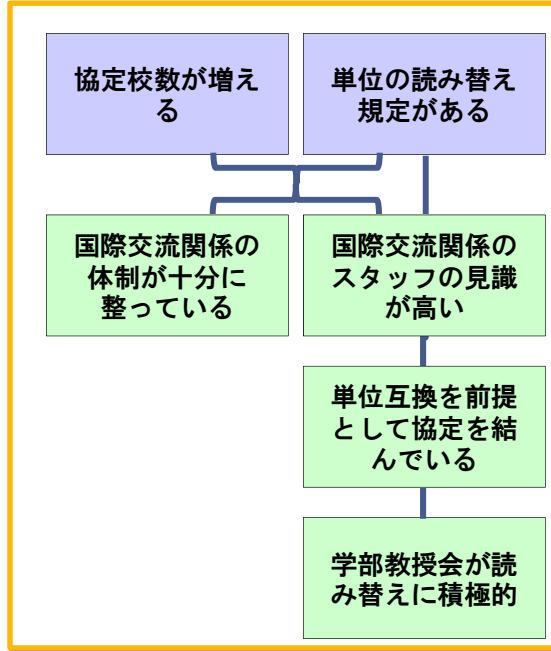 協定校数が増え
る
単位の読み替え
規定がある
国際交流関係の
体制が十分に
整っている
国際交流関係の
スタッフの見識
が高い
単位互換を前提
として協定を結
んでいる
学部教授会が読
み替えに積極的